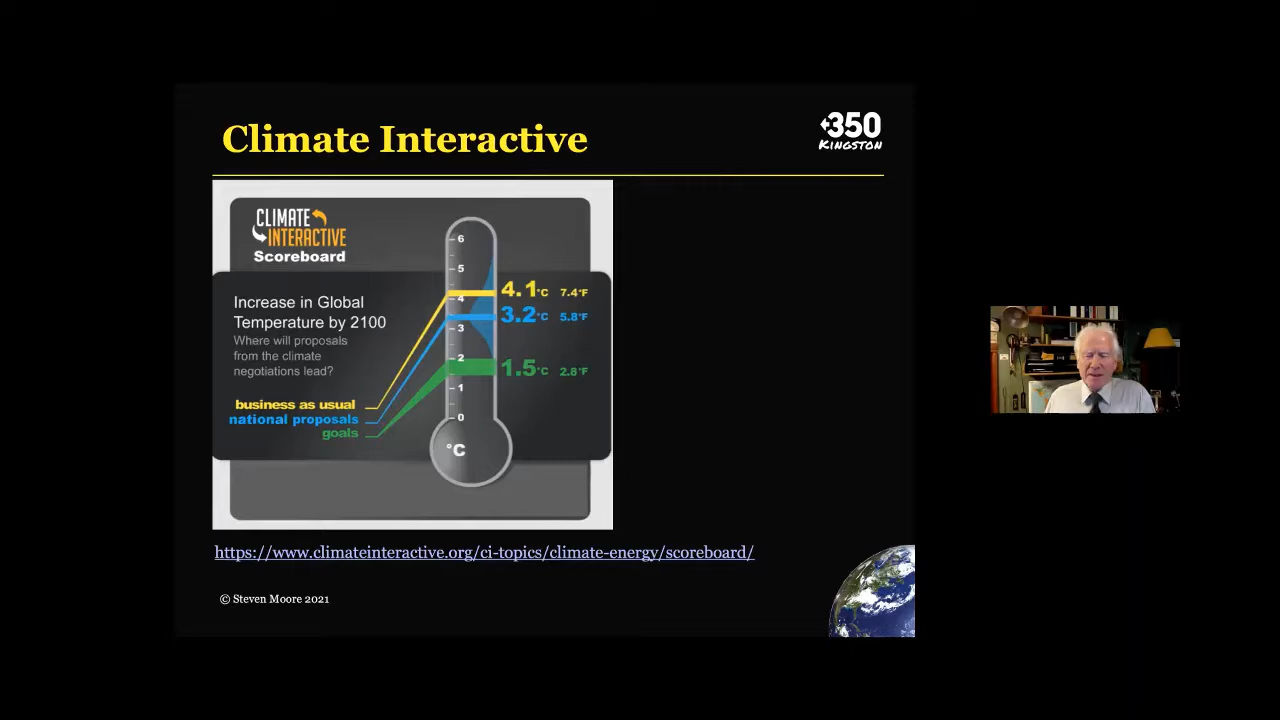 Climate Interactive
350
KINGSTON
CLIMATE
INTERACTIVE
Scoreboard
Increase in Global
Temperature by 2100
Where will proposals
from the climate
negotiations lead?
business as usual
national proposals
goals
6
5
4
3
2
1
0
°C
4.1°C 7.4°F
3.2°C 5.8°F
1.5°C 2.8°F
https://www.climateinteractive.org/ci-topics/climate-energy/scoreboard/
© Steven Moore 2021